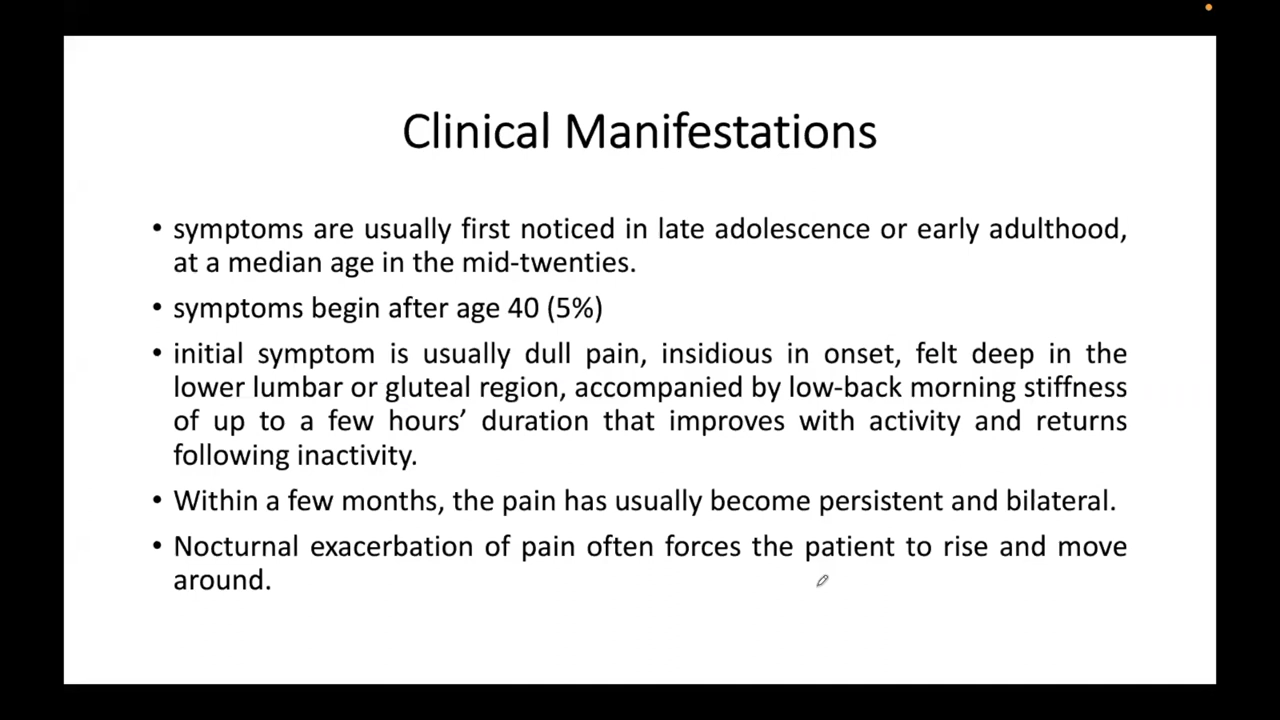 Clinical Manifestations
• symptoms are usually first noticed in late adolescence or early adulthood,
at a median age in the mid-twenties.
• symptoms begin after age 40 (5%)
• initial symptom is usually dull pain, insidious in onset, felt deep in the
lower lumbar or gluteal region, accompanied by low-back morning stiffness
of up to a few hours’ duration that improves with activity and returns
following inactivity.
• Within a few months, the pain has usually become persistent and bilateral.
• Nocturnal exacerbation of pain often forces the patient to rise and move
around.